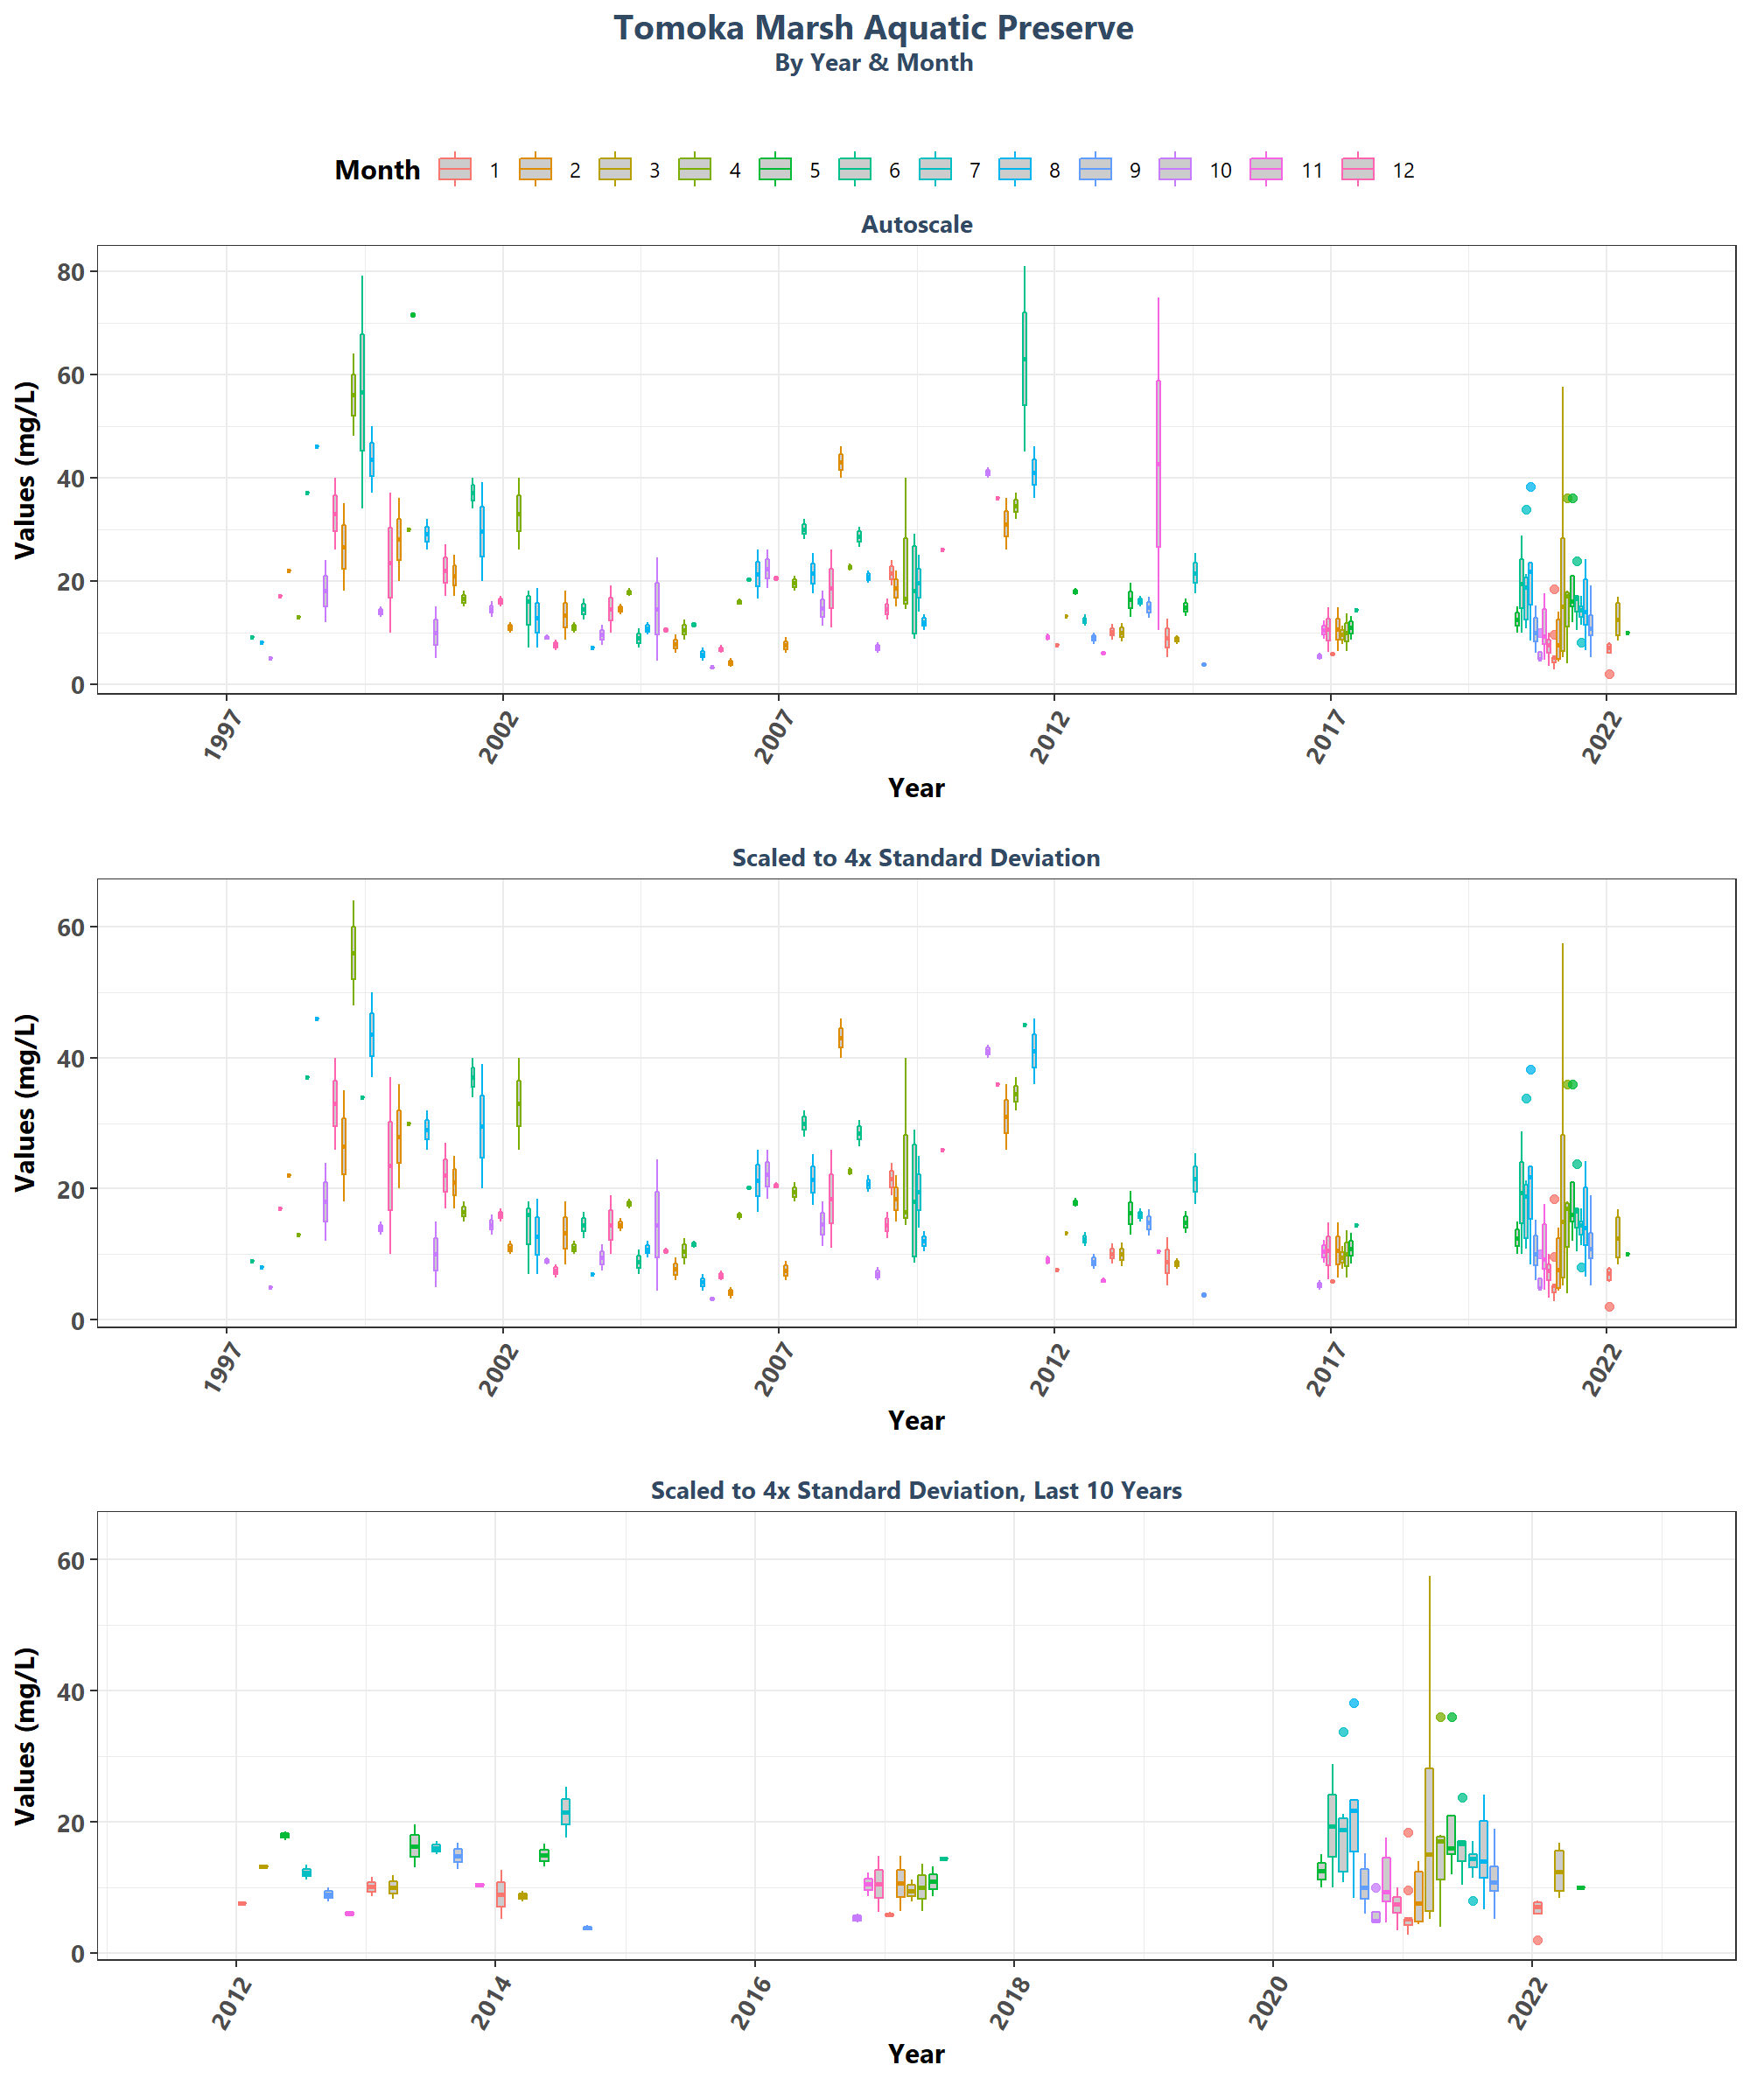 Tomoka Marsh Aquatic Preserve
By Year & Month
Month 1 2 3 4 5 6 7 8 9 10 11 12
Autoscale
Values (mg/L)
80
60
40
20
0
1997 2002 2007 2012 2017 2022
Year
Scaled to 4x Standard Deviation
Values (mg/L)
60
40
20
0
1997 2002 2007 2012 2017 2022
Year
Scaled to 4x Standard Deviation, Last 10 Years
Values (mg/L)
60
40
20
0
2012 2014 2016 2018 2020 2022
Year